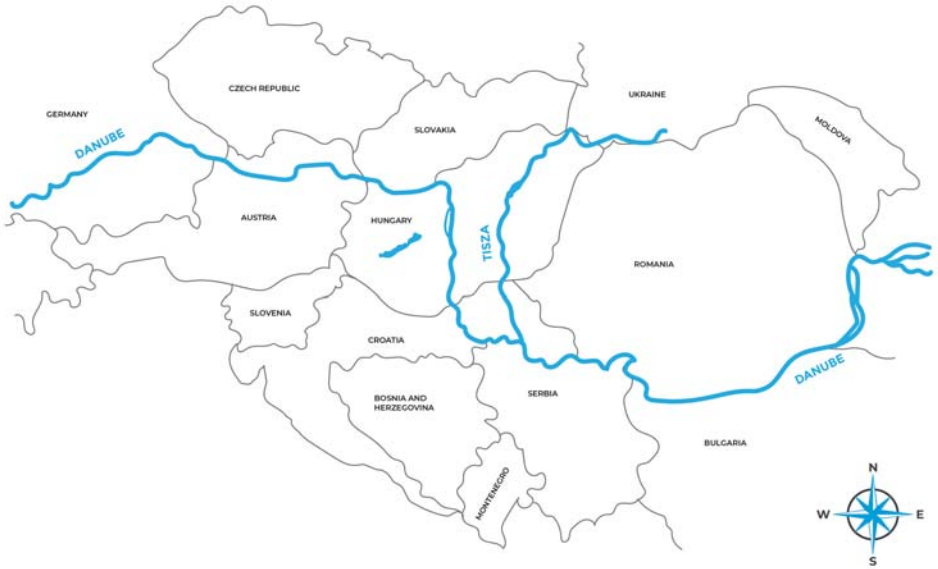 UKRAINE
CZECH REPUBLIC
GERMANY
MOLDOVA
SLOVAKIA
DANUBE
AUSTRIA
HUNGARY
TISZA
ROMANIA
SLOVENIA
CROATIA
DANUBE
SERBIA
BOSNIA AND
HERZEGOVINA
BULGARIA
MONTENEGRO
N
W
E
S